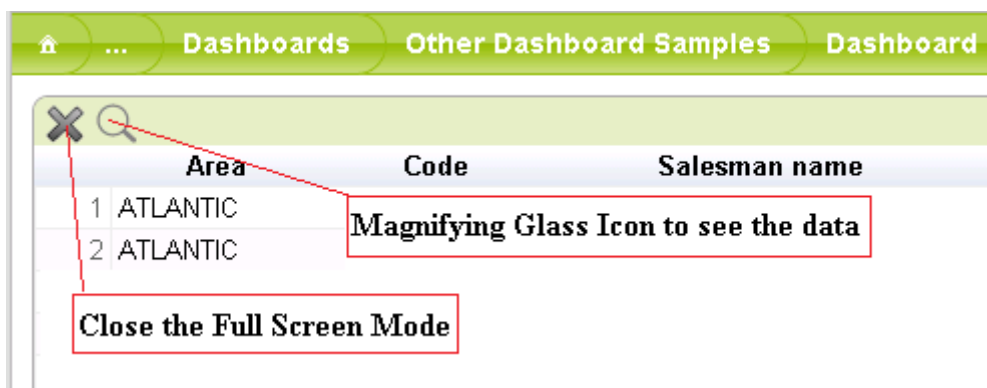 ... Dashboards Other Dashboard Samples Dashboard
Area Code Salesman name
1 ATLANTIC
Magnifying Glass Icon to see the data
2 ATLANTIC
Close the Full Screen Mode